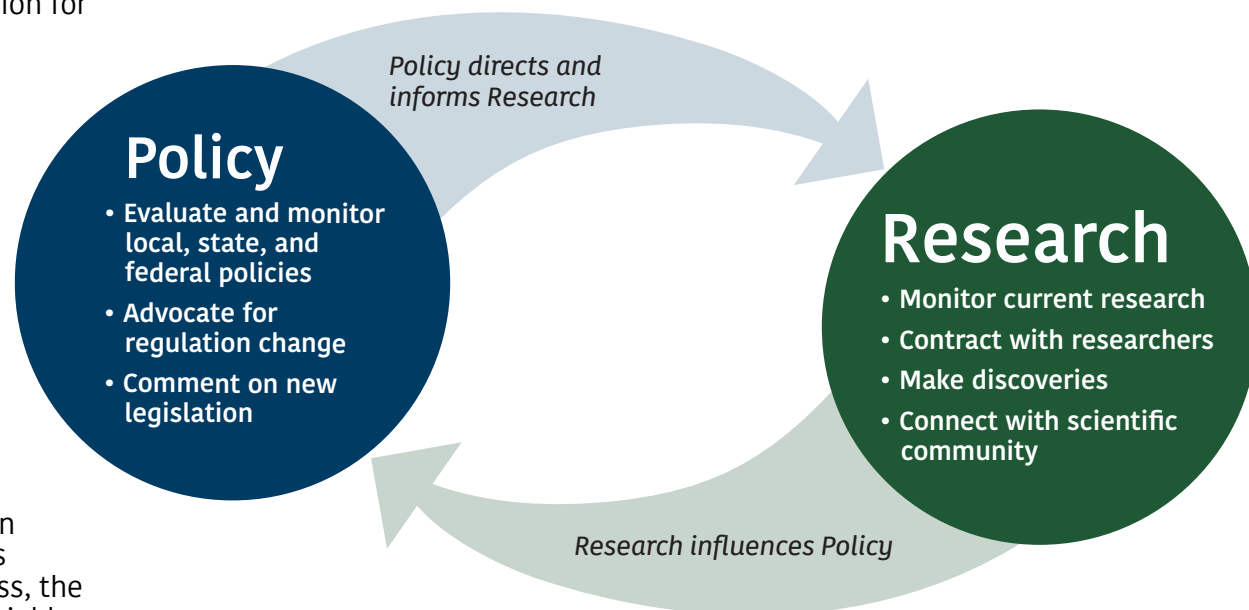 for
Policy directs and
informs Research
Policy
• Evaluate and monitor
local, state, and
federal policies
• Advocate for
regulation change
• Comment on new
legislation
Research
• Monitor current research
• Contract with researchers
• Make discoveries
• Connect with scientific
community
Research influences Policy
the